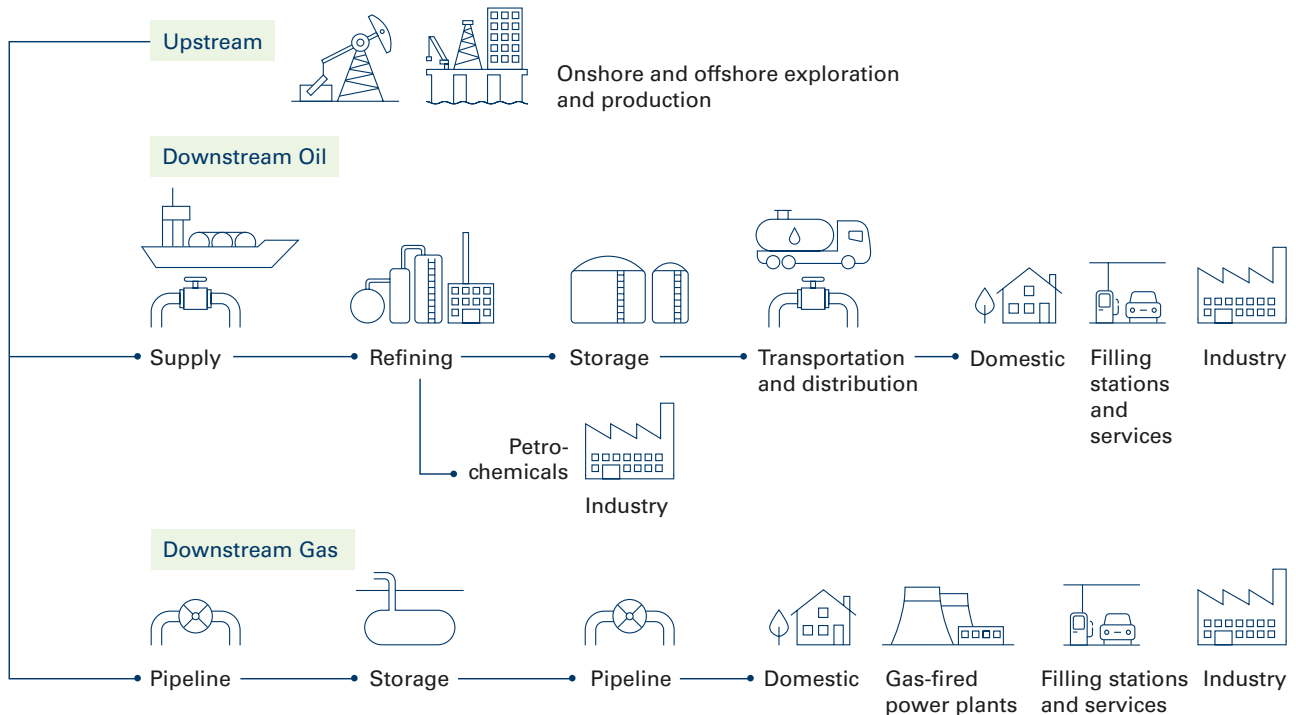 Upstream
Onshore and offshore exploration
and production
Downstream Oil
Supply
Refining
Storage
Transportation
and distribution
Domestic
Filling
stations
and
services
Industry
Petro-
chemicals
Industry
Downstream Gas
Pipeline
Storage
Pipeline
Domestic
Gas-fired
power plants
Filling stations
and services
Industry